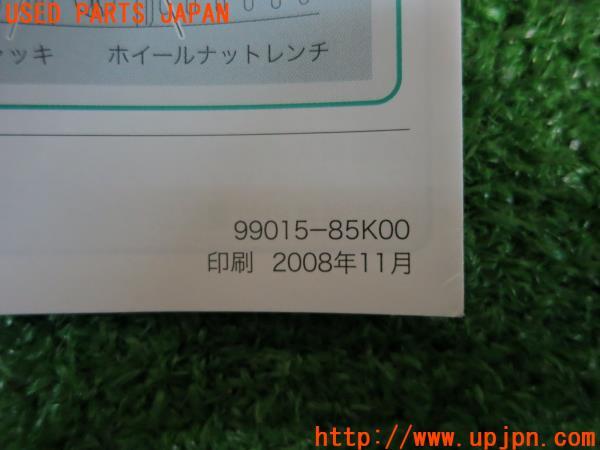 USED PARTS JAPAN
ャッキ ホイールナットレンチ
99015-85K00
印刷 2008年11月
http://www.upjpn.com/